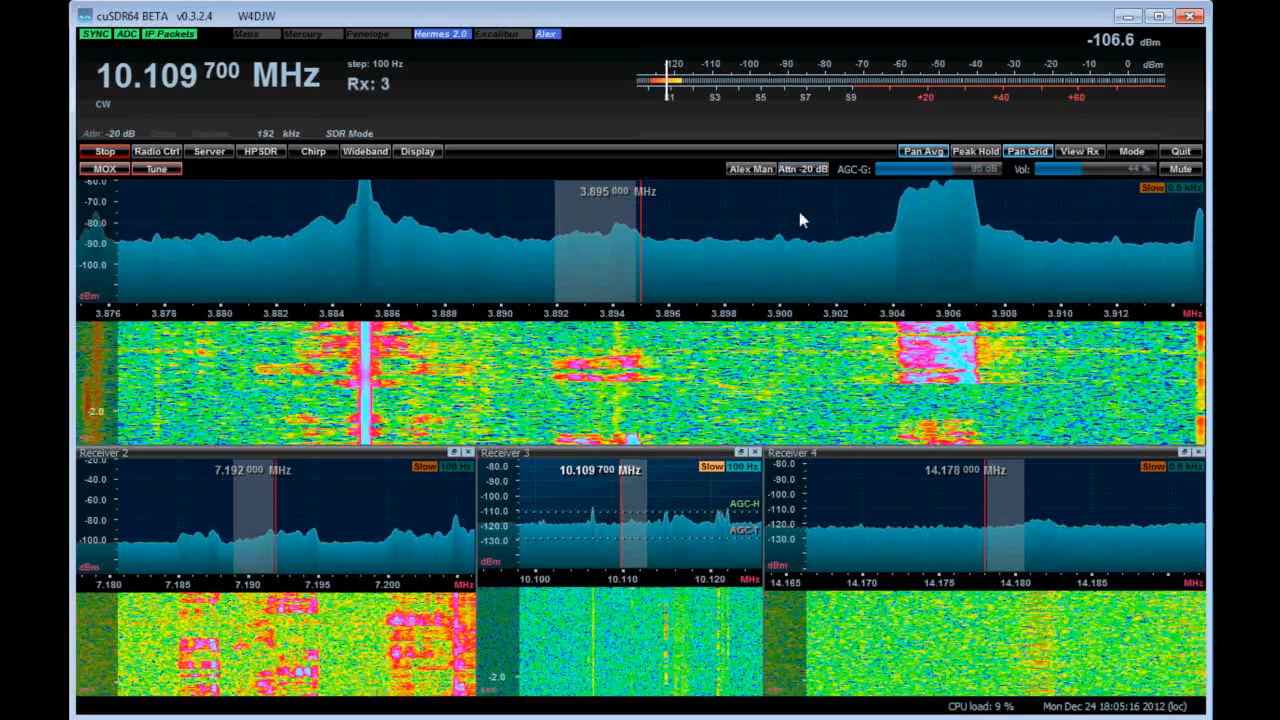 cuSDR64 BETA v0.3.2.4 W4DJW
SYNC ADC IP Packets Metis Mercury Penelope Hermes 2.0 Excalibur Alex
-106.6 dBm
10.109 700 MHz
step: 100 Hz
Rx: 3
CW
-120 -110 -100 -90 -80 -70 -60 -50 -40 -30 -20 -10 0 dBm
S1 S3 S5 S7 S9 +20 +40 +60
Attn: -20 dB 192 kHz SDR Mode
Stop Radio Ctrl Server HPSDR Chirp Wideband Display Pan Avg Peak Hold Pan Grid View Rx Mode Quit
MOX Tune Alex Man Attn -20 dB AGC-G: 95 dB Vol: 44 % Mute
-60.0
3.895 000 MHz
Slow 0.5 kHz
-70.0
-80.0
-90.0
-100.0
dBm
3.876 3.878 3.880 3.882 3.884 3.886 3.888 3.890 3.892 3.894 3.896 3.898 3.900 3.902 3.904 3.906 3.908 3.910 3.912 MHz
-2.0
Receiver 2
-20.0
7.192 000 MHz
Slow 100 Hz
-40.0
-60.0
-80.0
-100.0
dBm
7.180 7.185 7.190 7.195 7.200 MHz
Receiver 3
-80.0
10.109 700 MHz
Slow 100 Hz
-90.0
-100.0
-110.0
AGC-H
-120.0
AGC-T
-130.0
dBm
10.100 10.110 10.120 MHz
-2.0
Receiver 4
-80.0
14.178 000 MHz
Slow 0.5 kHz
-90.0
-100.0
-110.0
-120.0
-130.0
dBm
14.165 14.170 14.175 14.180 14.185 MHz
CPU load: 9 % Mon Dec 24 18:05:16 2012 (loc)